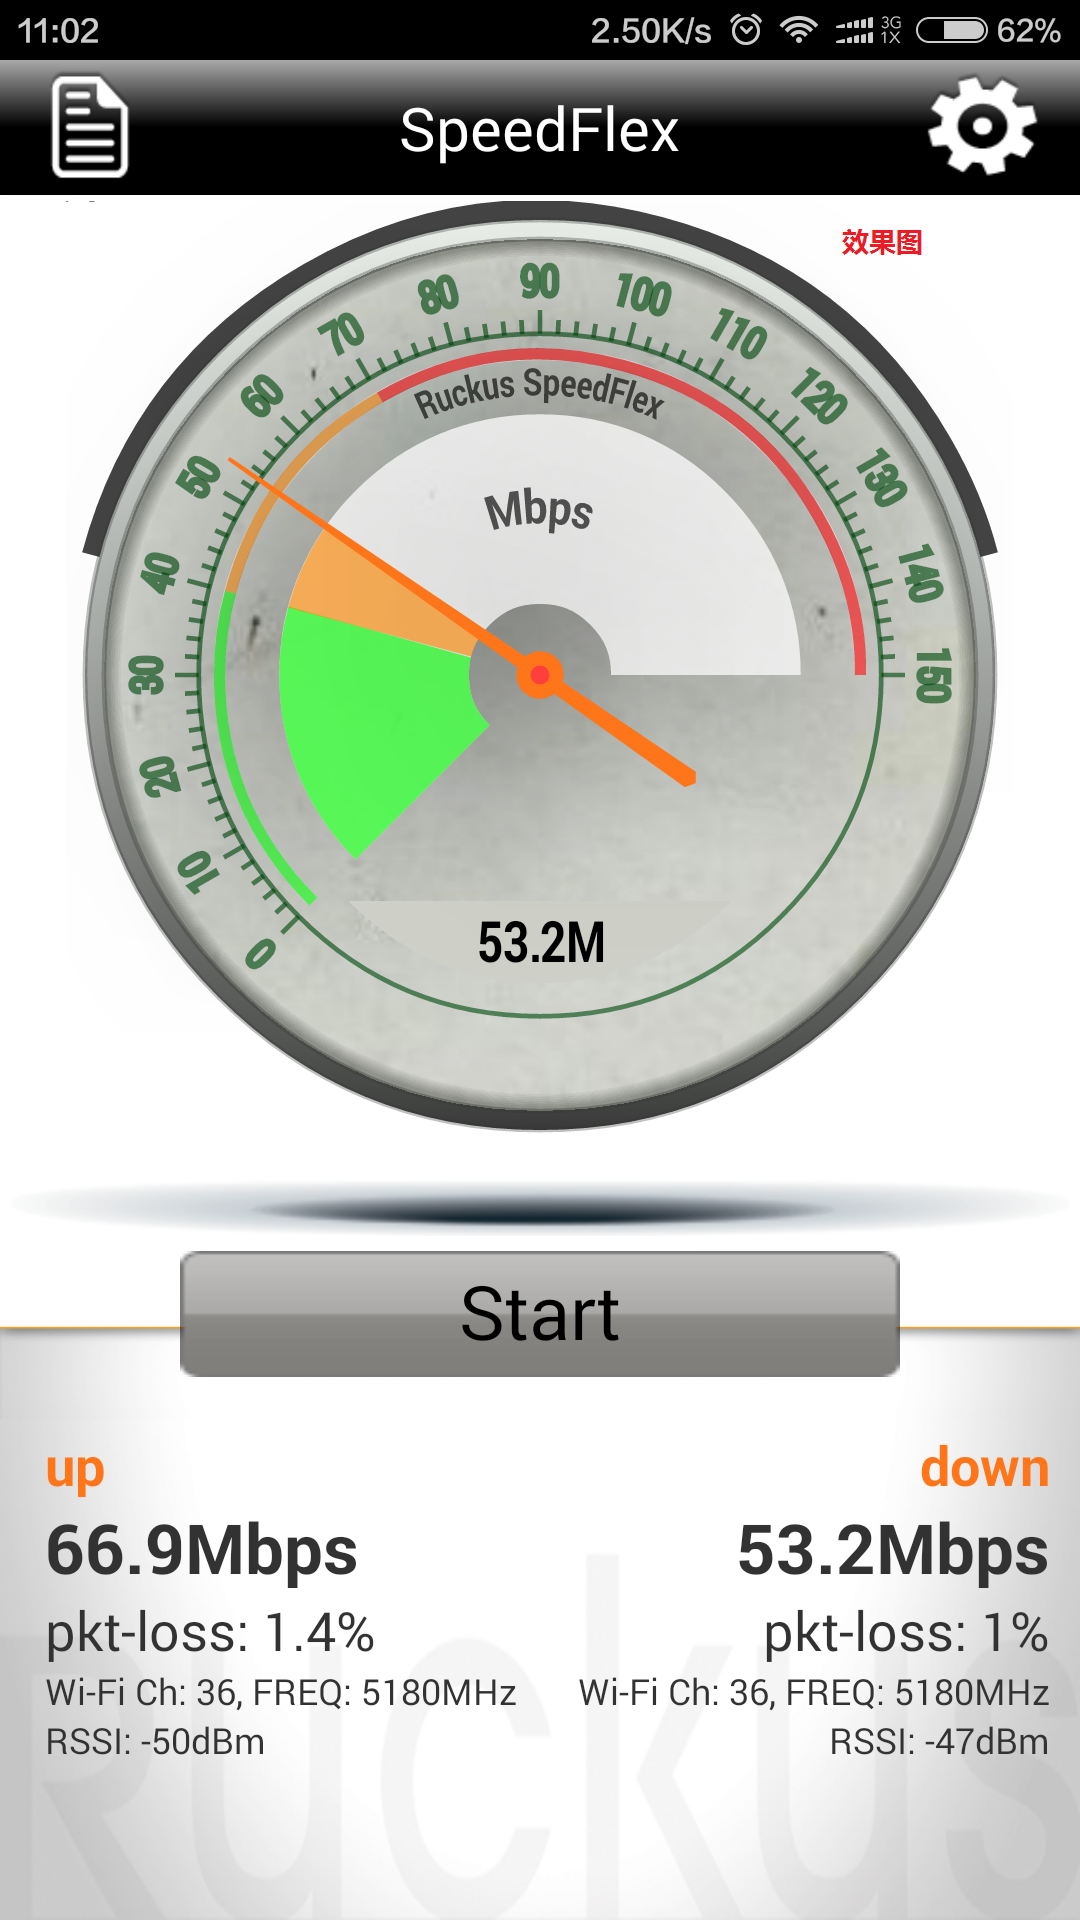 11:02 2.50K/s 3G 1X 62%
SpeedFlex
效果图
0 10 20 30 40 50 60 70 80 90 100 110 120 130 140 150
Ruckus SpeedFlex
Mbps
53.2M
Start
up down
66.9Mbps 53.2Mbps
pkt-loss: 1.4% pkt-loss: 1%
Wi-Fi Ch: 36, FREQ: 5180MHz Wi-Fi Ch: 36, FREQ: 5180MHz
RSSI: -50dBm RSSI: -47dBm
Ruckus